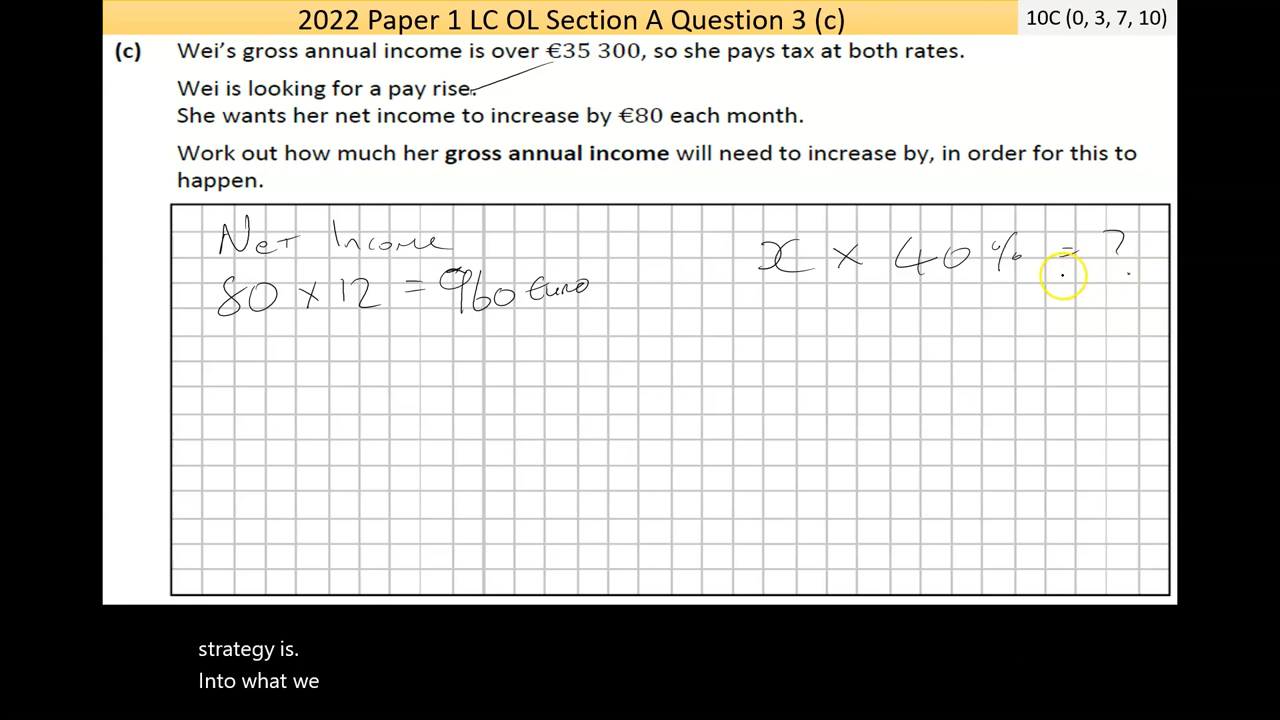 2022 Paper 1 LC OL Section A Question 3 (c)
10C (0, 3, 7, 10)
(c) Wei's gross annual income is over €35 300, so she pays tax at both rates.
Wei is looking for a pay rise.
She wants her net income to increase by €80 each month.
Work out how much her gross annual income will need to increase by, in order for this to
happen.
Net Income
x × 40% = ?
80 × 12 = 960 Euro
strategy is.
Into what we